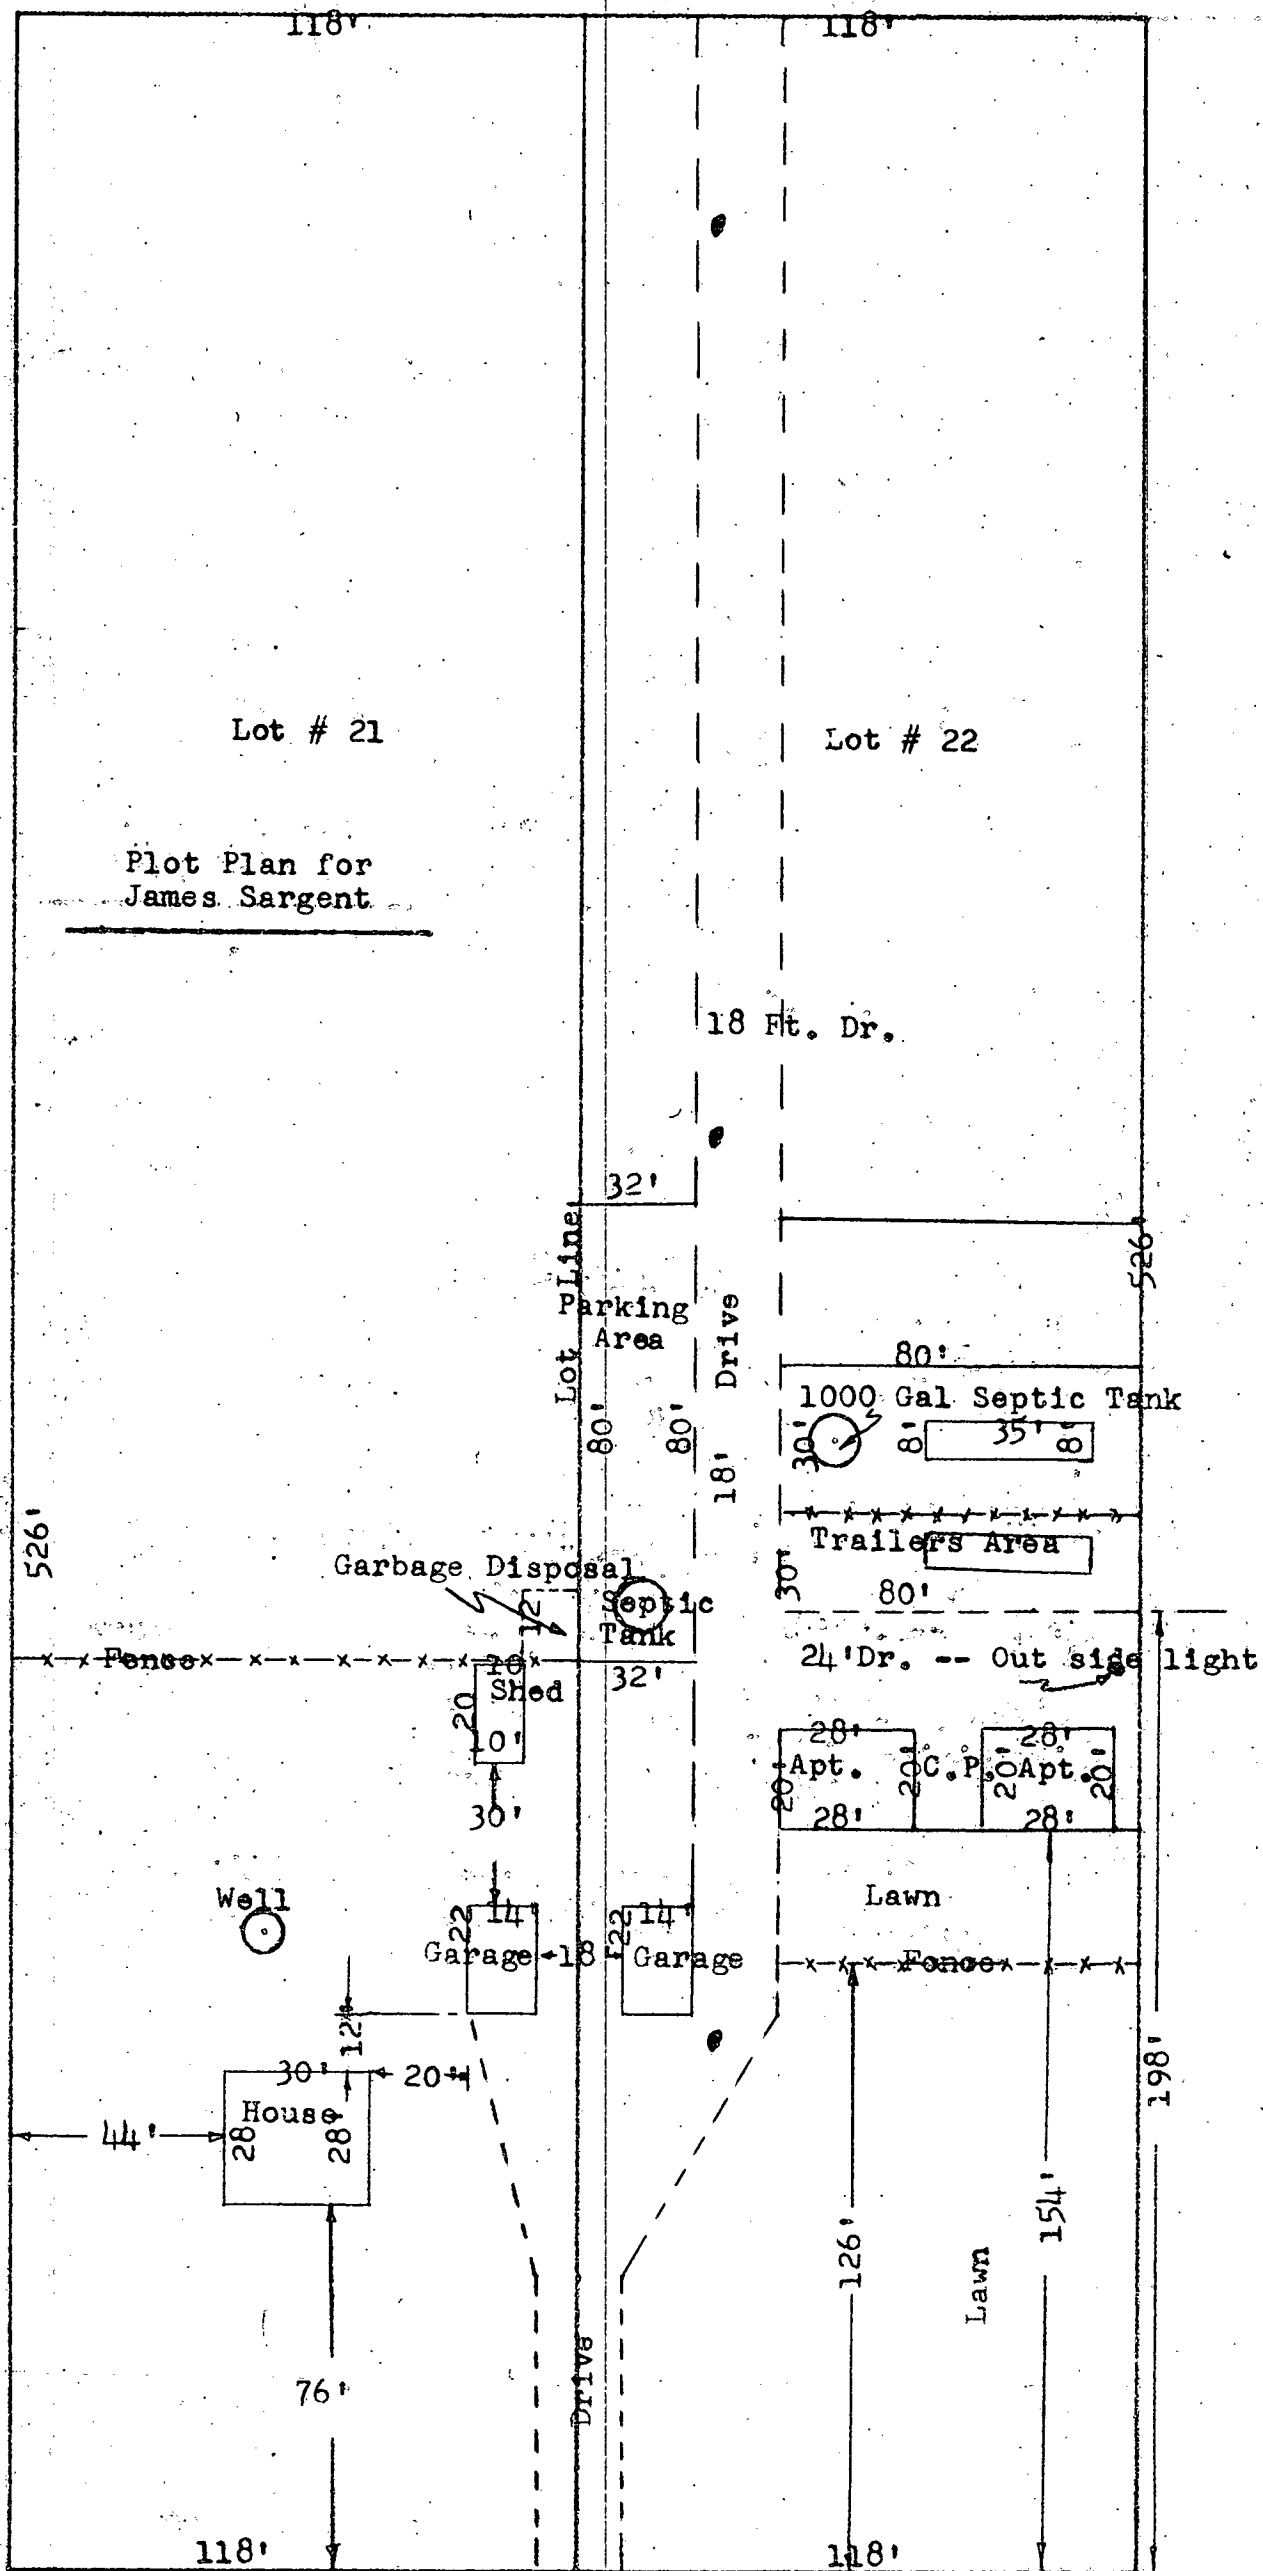 118'
118'
Lot # 21
Lot # 22
Plot Plan for
James Sargent
18 Ft. Dr.
32'
Lot Line
526'
Parking
Area
Drive
80'
1000 Gal Septic Tank
80'
80'
18'
30'
8'
35'
8'
526'
Trailers Area
Garbage Disposal
30'
80'
12
Septic
Tank
Fence
10'
32'
24'Dr. -- Out side light
Shed
20
10'
28'
28'
20
Apt.
20'
C.P.
20'
Apt.
20'
28'
28'
30'
Well
Lawn
22
14'
22
14'
Garage
18
Garage
Fence
12'
30'
20'
198'
House
44'
28'
28'
154'
126'
Lawn
Drive
76'
118'
118'